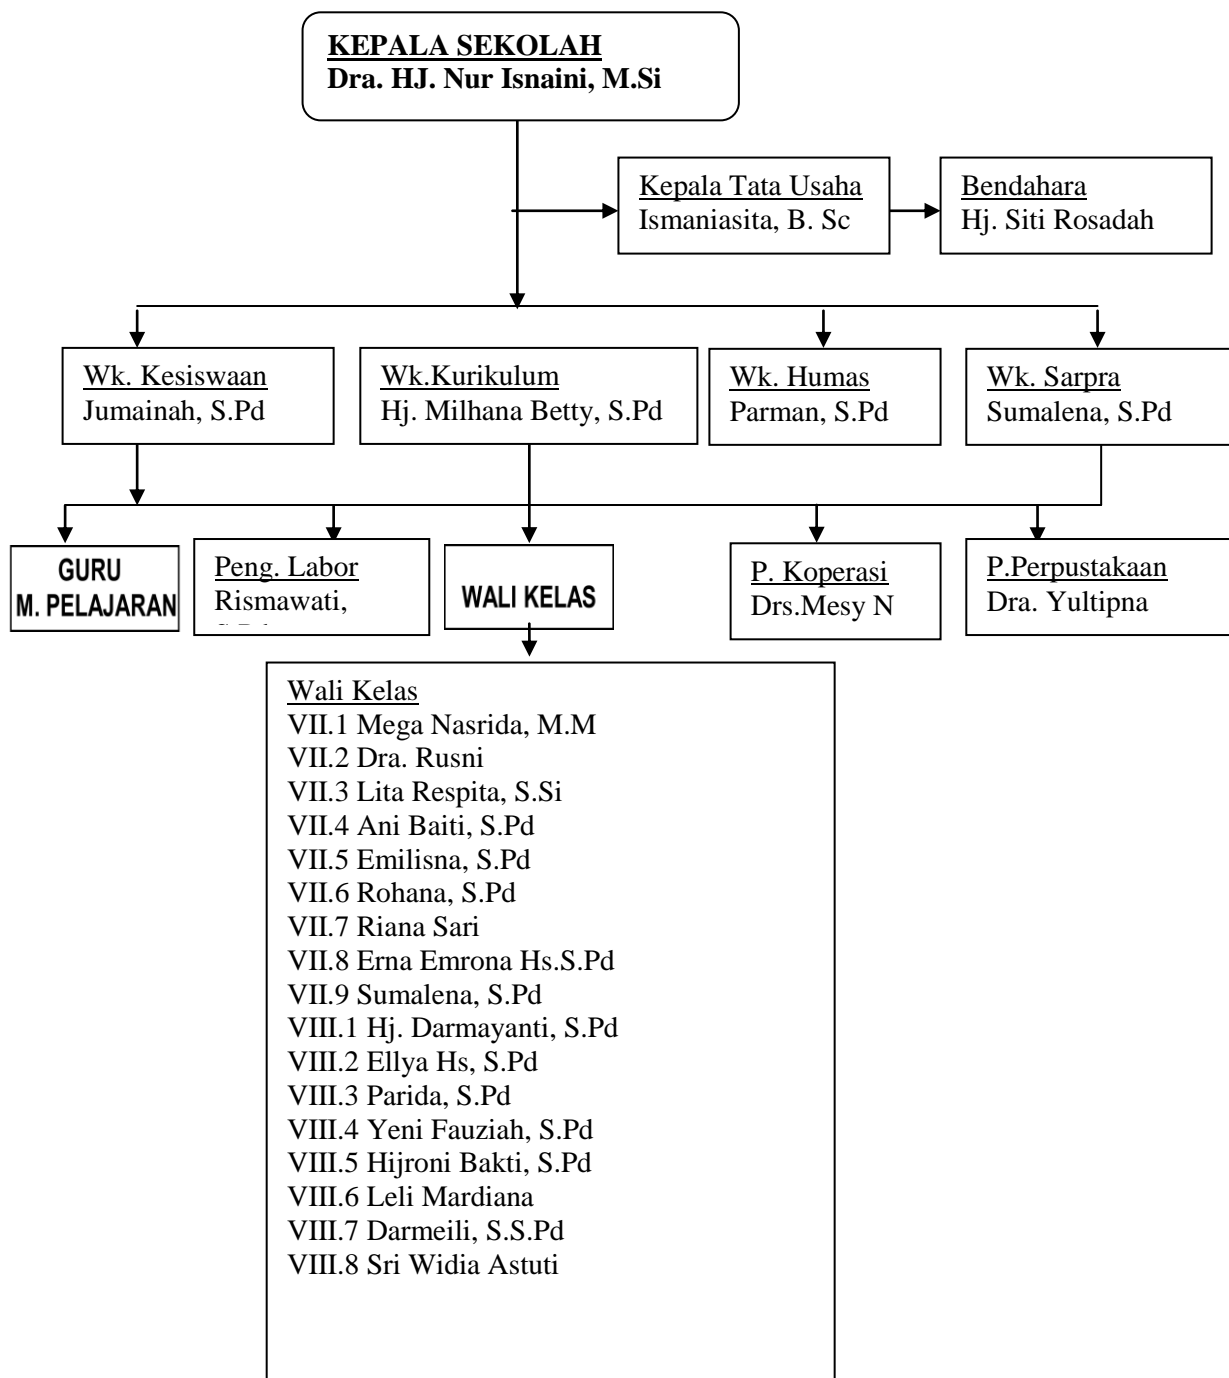 KEPALA SEKOLAH
Dra. HJ. Nur Isnaini, M.Si
Kepala Tata Usaha
Ismaniasita, B. Sc
Bendahara
Hj. Siti Rosadah
Wk. Kesiswaan
Jumainah, S.Pd
Wk.Kurikulum
Hj. Milhana Betty, S.Pd
Wk. Humas
Parman, S.Pd
Wk. Sarpra
Sumalena, S.Pd
GURU
M. PELAJARAN
Peng. Labor
Rismawati,
WALI KELAS
P. Koperasi
Drs.Mesy N
P.Perpustakaan
Dra. Yultipna
Wali Kelas
VII.1 Mega Nasrida, M.M
VII.2 Dra. Rusni
VII.3 Lita Respita, S.Si
VII.4 Ani Baiti, S.Pd
VII.5 Emilisna, S.Pd
VII.6 Rohana, S.Pd
VII.7 Riana Sari
VII.8 Erna Emrona Hs.S.Pd
VII.9 Sumalena, S.Pd
VIII.1 Hj. Darmayanti, S.Pd
VIII.2 Ellya Hs, S.Pd
VIII.3 Parida, S.Pd
VIII.4 Yeni Fauziah, S.Pd
VIII.5 Hijroni Bakti, S.Pd
VIII.6 Leli Mardiana
VIII.7 Darmeili, S.S.Pd
VIII.8 Sri Widia Astuti